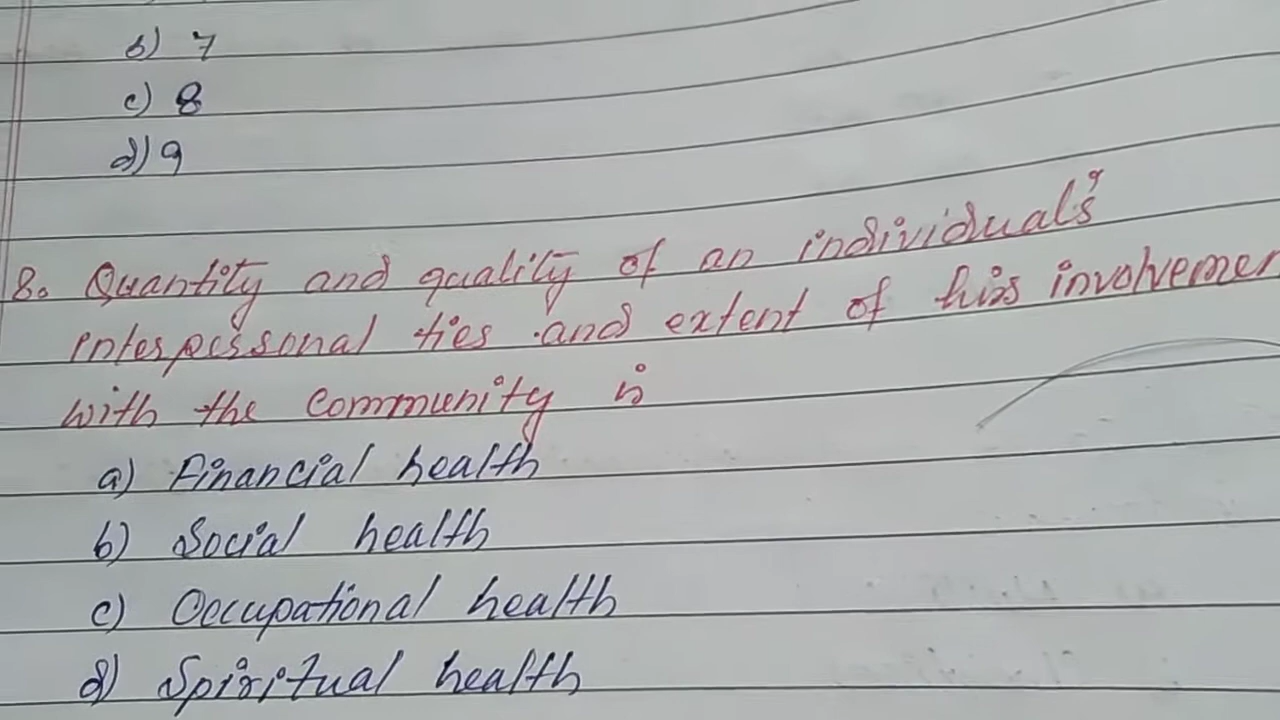 b) 7
c) 8
d) 9
8. Quantity and quality of an individual's
interpersonal ties and extent of his involvemen
with the community is
a) Financial health
b) Social health
c) Occupational health
d) Spiritual health